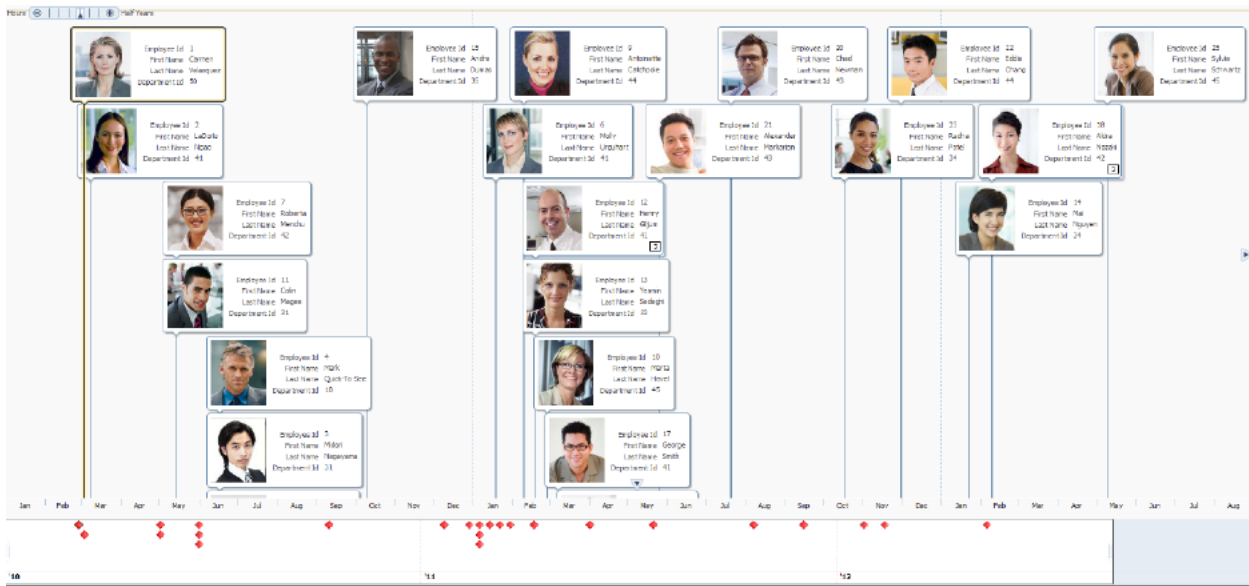 Hours
Half Years
Employee Id 1
First Name Carmen
Last Name Velasquez
Department Id 50
Employee Id 15
First Name Andre
Last Name Dumas
Department Id 35
Employee Id 9
First Name Antoinette
Last Name Catchpole
Department Id 44
Employee Id 20
First Name Chad
Last Name Newman
Department Id 43
Employee Id 22
First Name Eddie
Last Name Chang
Department Id 44
Employee Id 25
First Name Sylvie
Last Name Schwartz
Department Id 45
Employee Id 2
First Name LaDoris
Last Name Ngao
Department Id 41
Employee Id 6
First Name Molly
Last Name Urquhart
Department Id 41
Employee Id 21
First Name Alexander
Last Name Markarian
Department Id 43
Employee Id 23
First Name Radha
Last Name Patel
Department Id 34
Employee Id
First Name Akira
Last Name Nozaki
Department Id 42
Employee Id 7
First Name Roberta
Last Name Menchu
Department Id 42
Employee Id 12
First Name Henry
Last Name Giljum
Department Id 41
Employee Id 14
First Name Mai
Last Name Nguyen
Department Id 34
Employee Id 11
First Name Colin
Last Name Magee
Department Id 31
Employee Id 13
First Name Yasmin
Last Name Sedeghi
Department Id
Employee Id 4
First Name Mark
Last Name Quick-To-See
Department Id 10
Employee Id 10
First Name Marta
Last Name Havel
Department Id 45
Employee Id
First Name Midori
Last Name Nagayama
Department Id 31
Employee Id 17
First Name George
Last Name Smith
Department Id 41
Jan Feb Mar Apr May Jun Jul Aug Sep Oct Nov Dec Jan Feb Mar Apr May Jun Jul Aug Sep Oct Nov Dec Jan Feb Mar Apr May Jun Jul Aug
'10 '11 '12